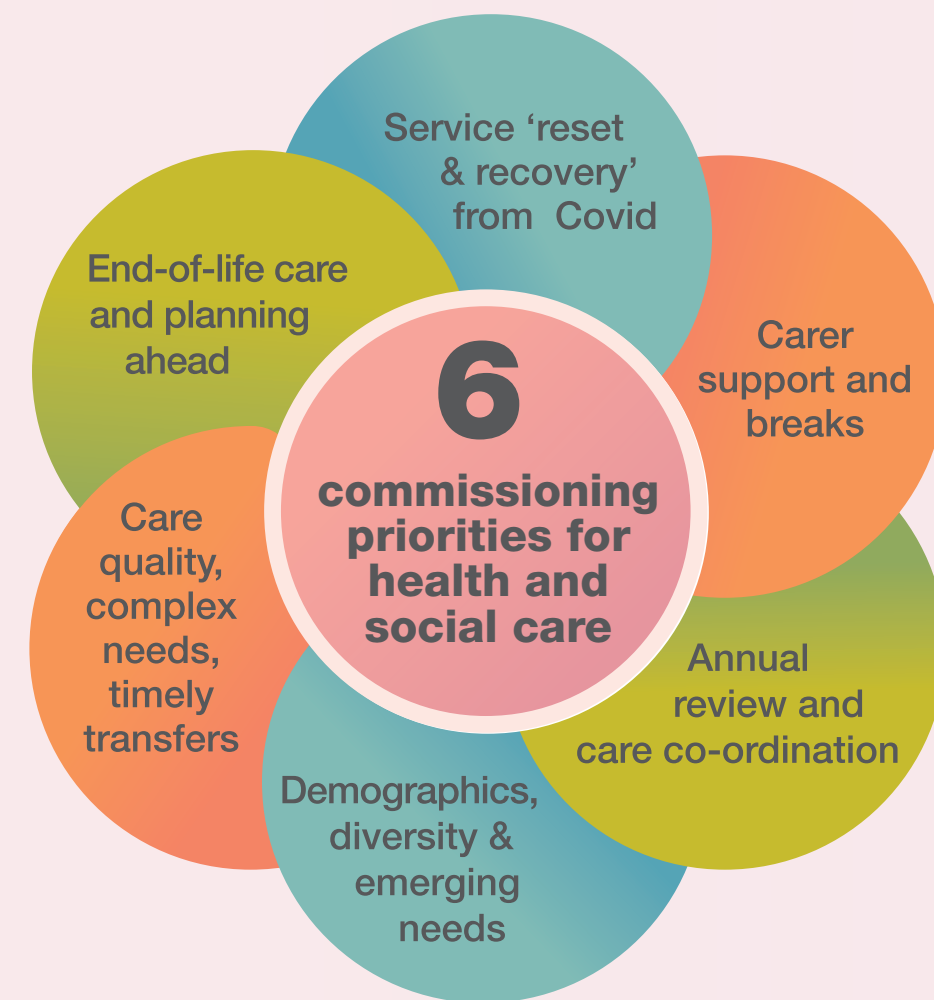 6
commissioning
priorities for
health and
social care
Service ‘reset
& recovery’
from Covid
Carer
support and
breaks
Annual
review and
care co-ordination
Demographics,
diversity &
emerging
needs
Care
quality,
complex
needs,
timely
transfers
End-of-life care
and planning
ahead